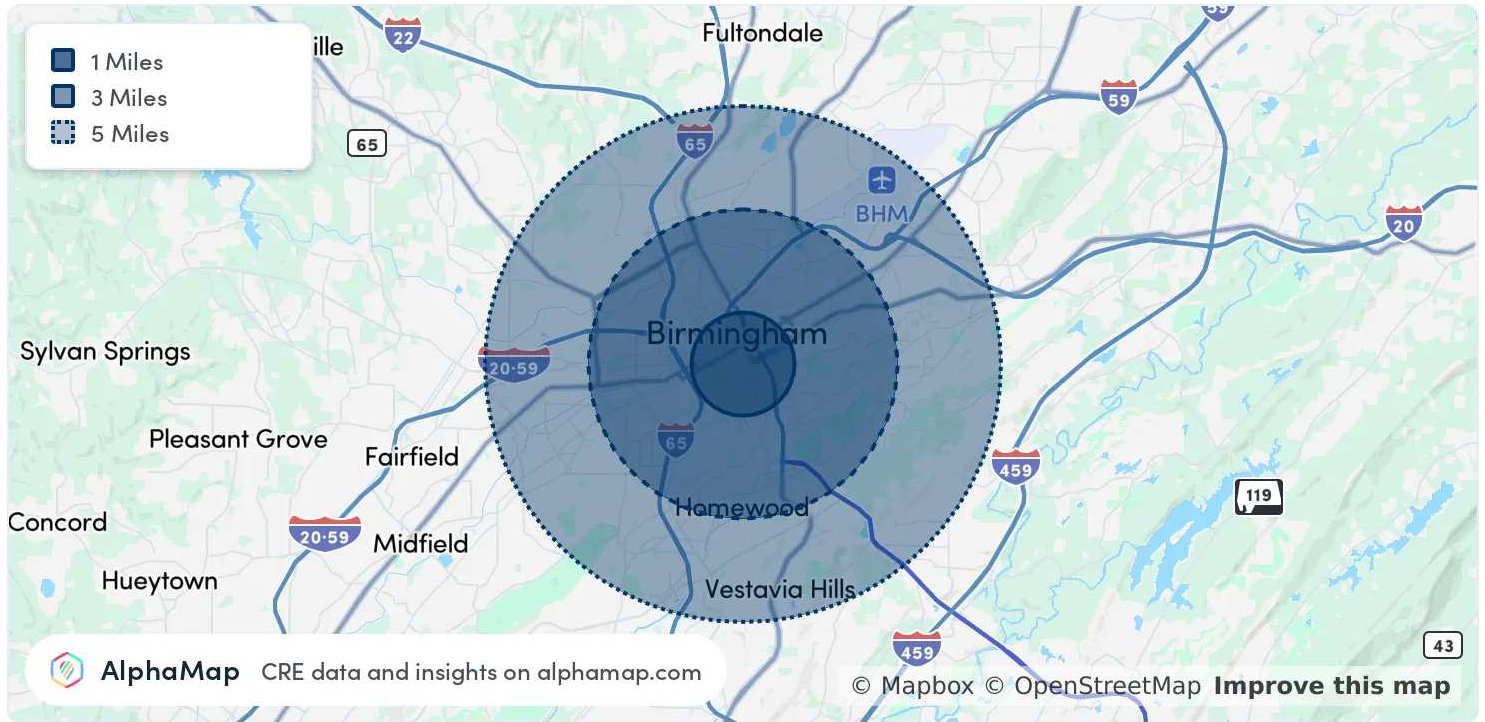 1 Miles
3 Miles
5 Miles
ille
22
Fultondale
59
59
65
65
BHM
20
Birmingham
Sylvan Springs
20·59
Pleasant Grove
Fairfield
65
459
119
Homewood
Concord
20·59
Midfield
Hueytown
Vestavia Hills
459
43
AlphaMap CRE data and insights on alphamap.com
© Mapbox © OpenStreetMap Improve this map